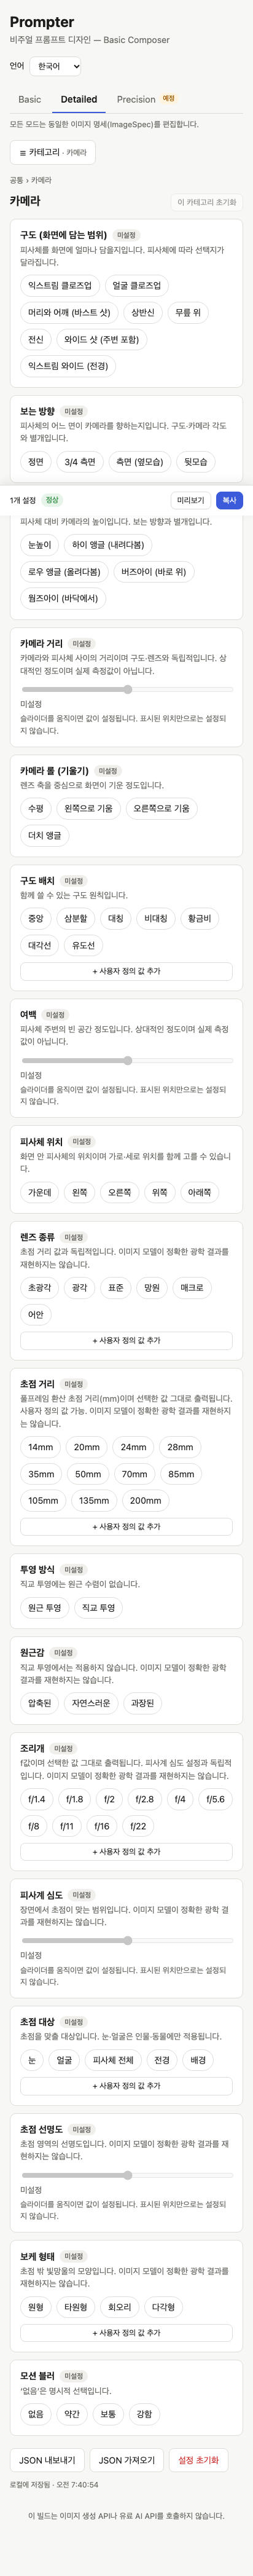 Prompter
비주얼 프롬프트 디자인 — Basic Composer
언어 한국어
Basic Detailed Precision 예정
모든 모드는 동일한 이미지 명세(ImageSpec)를 편집합니다.
≡ 카테고리 · 카메라
공통 › 카메라
카메라 이 카테고리 초기화
구도 (화면에 담는 범위) 미설정
피사체를 화면에 얼마나 담을지입니다. 피사체에 따라 선택지가
달라집니다.
익스트림 클로즈업 얼굴 클로즈업
머리와 어깨 (바스트 샷) 상반신 무릎 위
전신 와이드 샷 (주변 포함)
익스트림 와이드 (전경)
보는 방향 미설정
피사체의 어느 면이 카메라를 향하는지입니다. 구도·카메라 각도
와 별개입니다.
정면 3/4 측면 측면 (옆모습) 뒷모습
1개 설정 정상 미리보기 복사
피사체 대비 카메라의 높이입니다. 보는 방향과 별개입니다.
눈높이 하이 앵글 (내려다봄)
로우 앵글 (올려다봄) 버즈아이 (바로 위)
웜즈아이 (바닥에서)
카메라 거리 미설정
카메라와 피사체 사이의 거리이며 구도·렌즈와 독립적입니다. 상
대적인 정도이며 실제 측정값이 아닙니다.
미설정
슬라이더를 움직이면 값이 설정됩니다. 표시된 위치만으로는 설정되
지 않습니다.
카메라 롤 (기울기) 미설정
렌즈 축을 중심으로 화면이 기운 정도입니다.
수평 왼쪽으로 기움 오른쪽으로 기움
더치 앵글
구도 배치 미설정
함께 쓸 수 있는 구도 원칙입니다.
중앙 삼분할 대칭 비대칭 황금비
대각선 유도선
+ 사용자 정의 값 추가
여백 미설정
피사체 주변의 빈 공간 정도입니다. 상대적인 정도이며 실제 측정
값이 아닙니다.
미설정
슬라이더를 움직이면 값이 설정됩니다. 표시된 위치만으로는 설정되
지 않습니다.
피사체 위치 미설정
화면 안 피사체의 위치이며 가로·세로 위치를 함께 고를 수 있습니
다.
가운데 왼쪽 오른쪽 위쪽 아래쪽
렌즈 종류 미설정
초점 거리 값과 독립적입니다. 이미지 모델이 정확한 광학 결과를
재현하지는 않습니다.
초광각 광각 표준 망원 매크로
어안
+ 사용자 정의 값 추가
초점 거리 미설정
풀프레임 환산 초점 거리(mm)이며 선택한 값 그대로 출력됩니다.
사용자 정의 값 가능. 이미지 모델이 정확한 광학 결과를 재현하지
는 않습니다.
14mm 20mm 24mm 28mm
35mm 50mm 70mm 85mm
105mm 135mm 200mm
+ 사용자 정의 값 추가
투영 방식 미설정
직교 투영에는 원근 수렴이 없습니다.
원근 투영 직교 투영
원근감 미설정
직교 투영에서는 적용하지 않습니다. 이미지 모델이 정확한 광학
결과를 재현하지는 않습니다.
압축된 자연스러운 과장된
조리개 미설정
f값이며 선택한 값 그대로 출력됩니다. 피사계 심도 설정과 독립적
입니다. 이미지 모델이 정확한 광학 결과를 재현하지는 않습니다.
f/1.4 f/1.8 f/2 f/2.8 f/4 f/5.6
f/8 f/11 f/16 f/22
+ 사용자 정의 값 추가
피사계 심도 미설정
장면에서 초점이 맞는 범위입니다. 이미지 모델이 정확한 광학 결
과를 재현하지는 않습니다.
미설정
슬라이더를 움직이면 값이 설정됩니다. 표시된 위치만으로는 설정되
지 않습니다.
초점 대상 미설정
초점을 맞출 대상입니다. 눈·얼굴은 인물·동물에만 적용됩니다.
눈 얼굴 피사체 전체 전경 배경
+ 사용자 정의 값 추가
초점 선명도 미설정
초점 영역의 선명도입니다. 이미지 모델이 정확한 광학 결과를 재
현하지는 않습니다.
미설정
슬라이더를 움직이면 값이 설정됩니다. 표시된 위치만으로는 설정되
지 않습니다.
보케 형태 미설정
초점 밖 빛망울의 모양입니다. 이미지 모델이 정확한 광학 결과를
재현하지는 않습니다.
원형 타원형 회오리 다각형
+ 사용자 정의 값 추가
모션 블러 미설정
'없음'은 명시적 선택입니다.
없음 약간 보통 강함
JSON 내보내기 JSON 가져오기 설정 초기화
로컬에 저장됨 · 오전 7:40:54
이 빌드는 이미지 생성 API나 유료 AI API를 호출하지 않습니다.